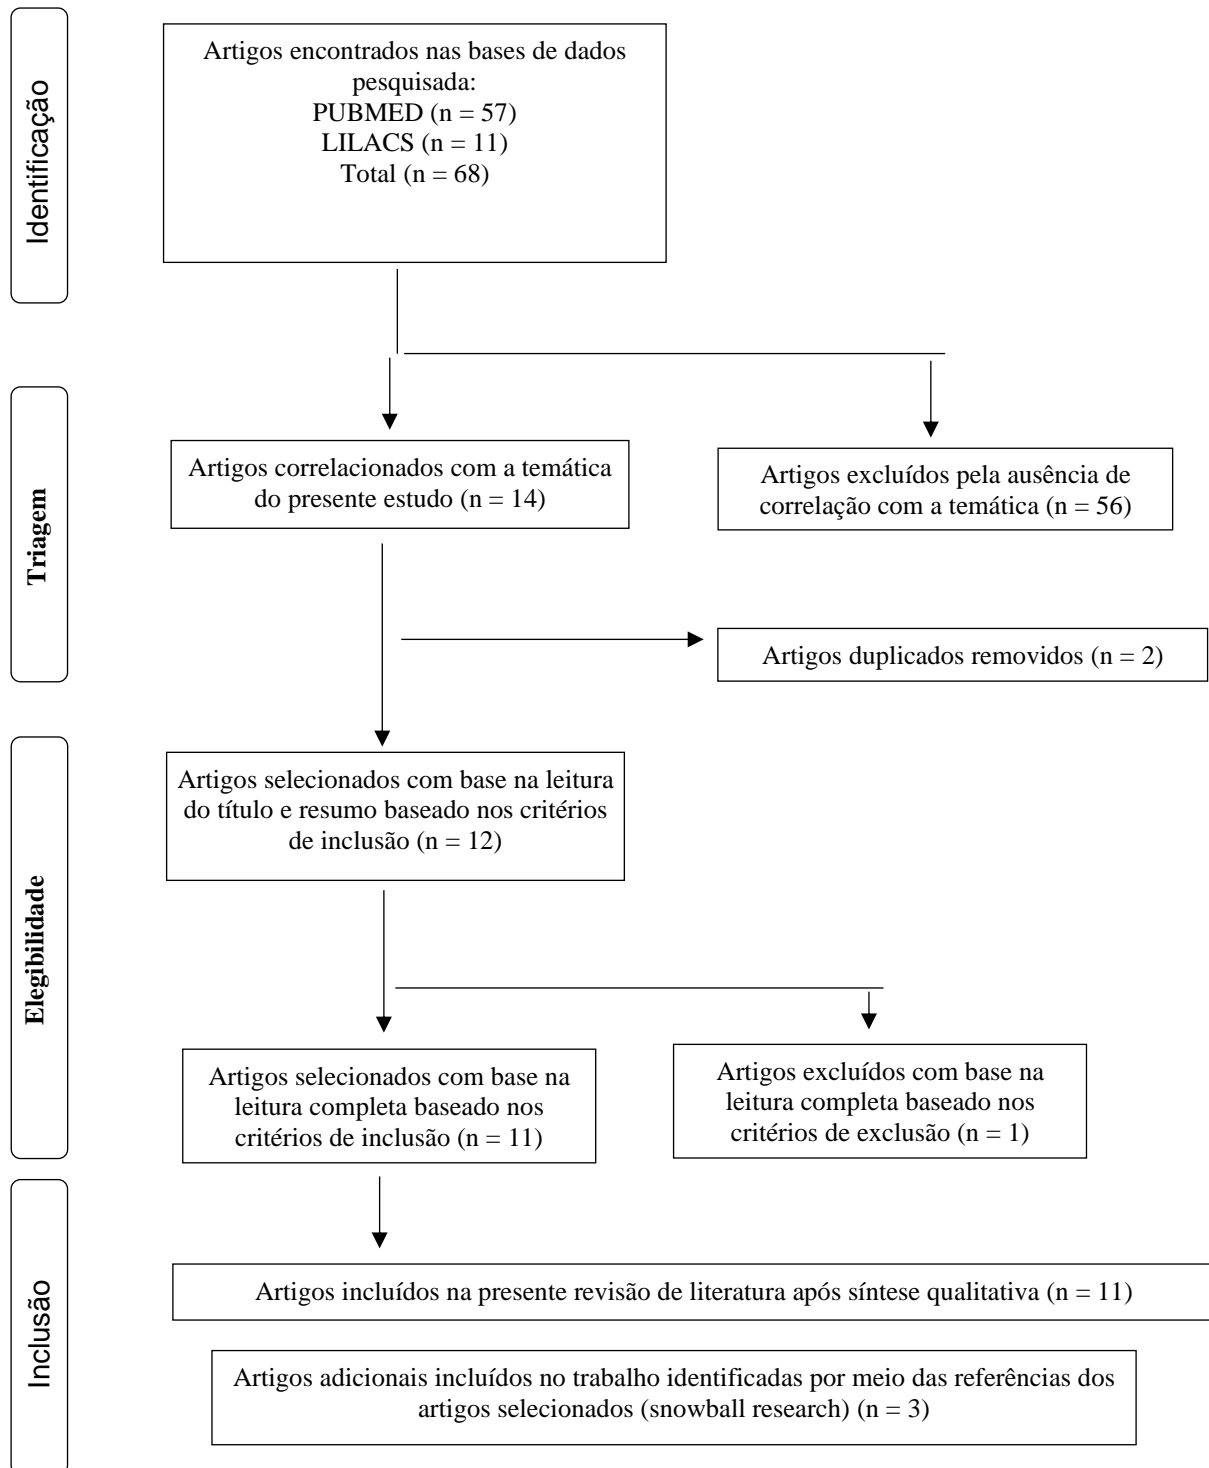 Identificação
Artigos encontrados nas bases de dados
pesquisada:
PUBMED (n = 57)
LILACS (n = 11)
Total (n = 68)
Triagem
Artigos correlacionados com a temática
do presente estudo (n = 14)
Artigos excluídos pela ausência de
correlação com a temática (n = 56)
Artigos duplicados removidos (n = 2)
Elegibilidade
Artigos selecionados com base na leitura
do título e resumo baseado nos critérios
de inclusão (n = 12)
Artigos selecionados com base na
leitura completa baseado nos
critérios de inclusão (n = 11)
Artigos excluídos com base na
leitura completa baseado nos
critérios de exclusão (n = 1)
Inclusão
Artigos incluídos na presente revisão de literatura após síntese qualitativa (n = 11)
Artigos adicionais incluídos no trabalho identificadas por meio das referências dos
artigos selecionados (snowball research) (n = 3)